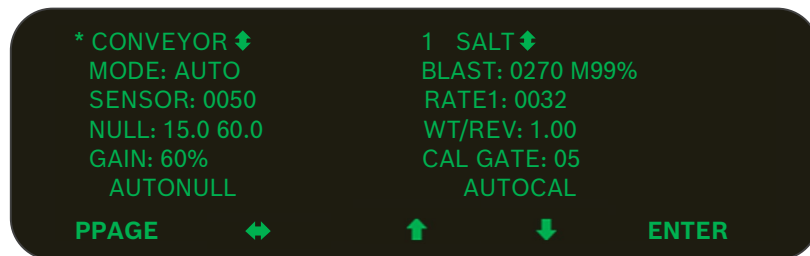 * CONVEYOR ⬍ 1 SALT ⬍
MODE: AUTO BLAST: 0270 M99%
SENSOR: 0050 RATE1: 0032
NULL: 15.0 60.0 WT/REV: 1.00
GAIN: 60% CAL GATE: 05
AUTONULL AUTOCAL
PPAGE ⬌ ⬆ ⬇ ENTER